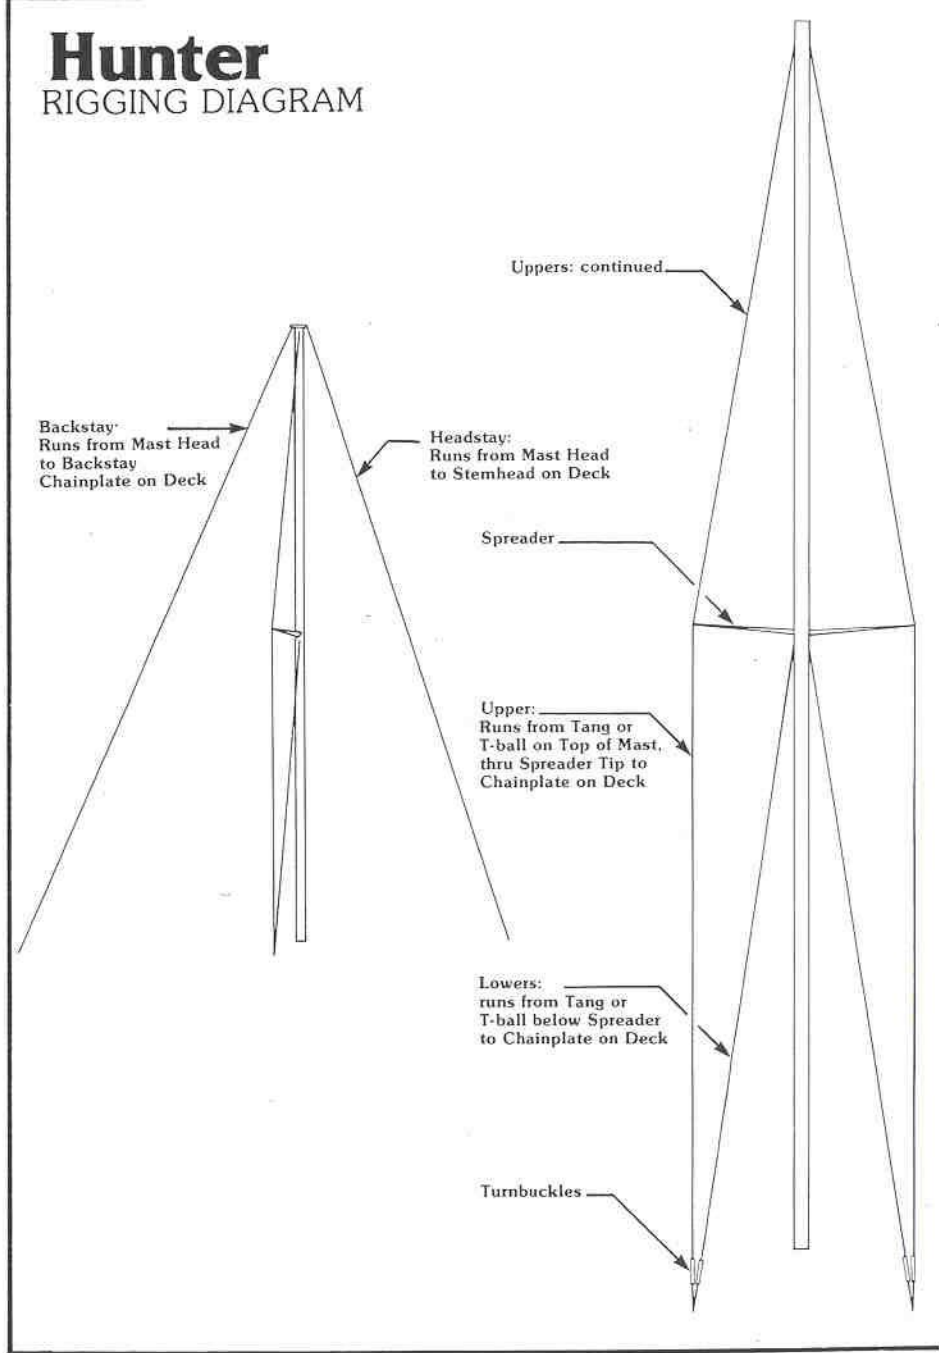 Hunter
RIGGING DIAGRAM
Uppers: continued
Backstay·
Runs from Mast Head
to Backstay
Chainplate on Deck
Headstay:
Runs from Mast Head
to Stemhead on Deck
Spreader
Upper:
Runs from Tang or
T-ball on Top of Mast,
thru Spreader Tip to
Chainplate on Deck
Lowers:
runs from Tang or
T-ball below Spreader
to Chainplate on Deck
Turnbuckles